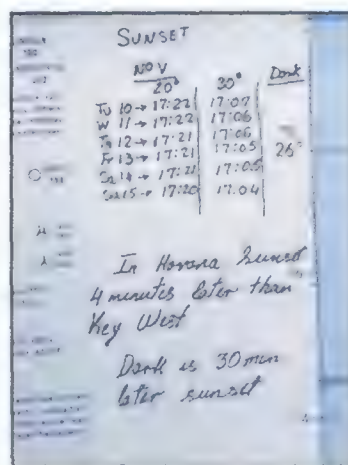 SUNSET
NOV
20° 30° Dark
Tu 10 → 17:22 17:07
W 11 → 17:22 17:06
Th 12 → 17:21 17:06
Fr 13 → 17:21 17:05
Sa 14 → 17:21 17:05
Su 15 → 17:20 17:04
In Havana Sunset
4 minutes later than
Key West
Dark is 30 min
later sunset